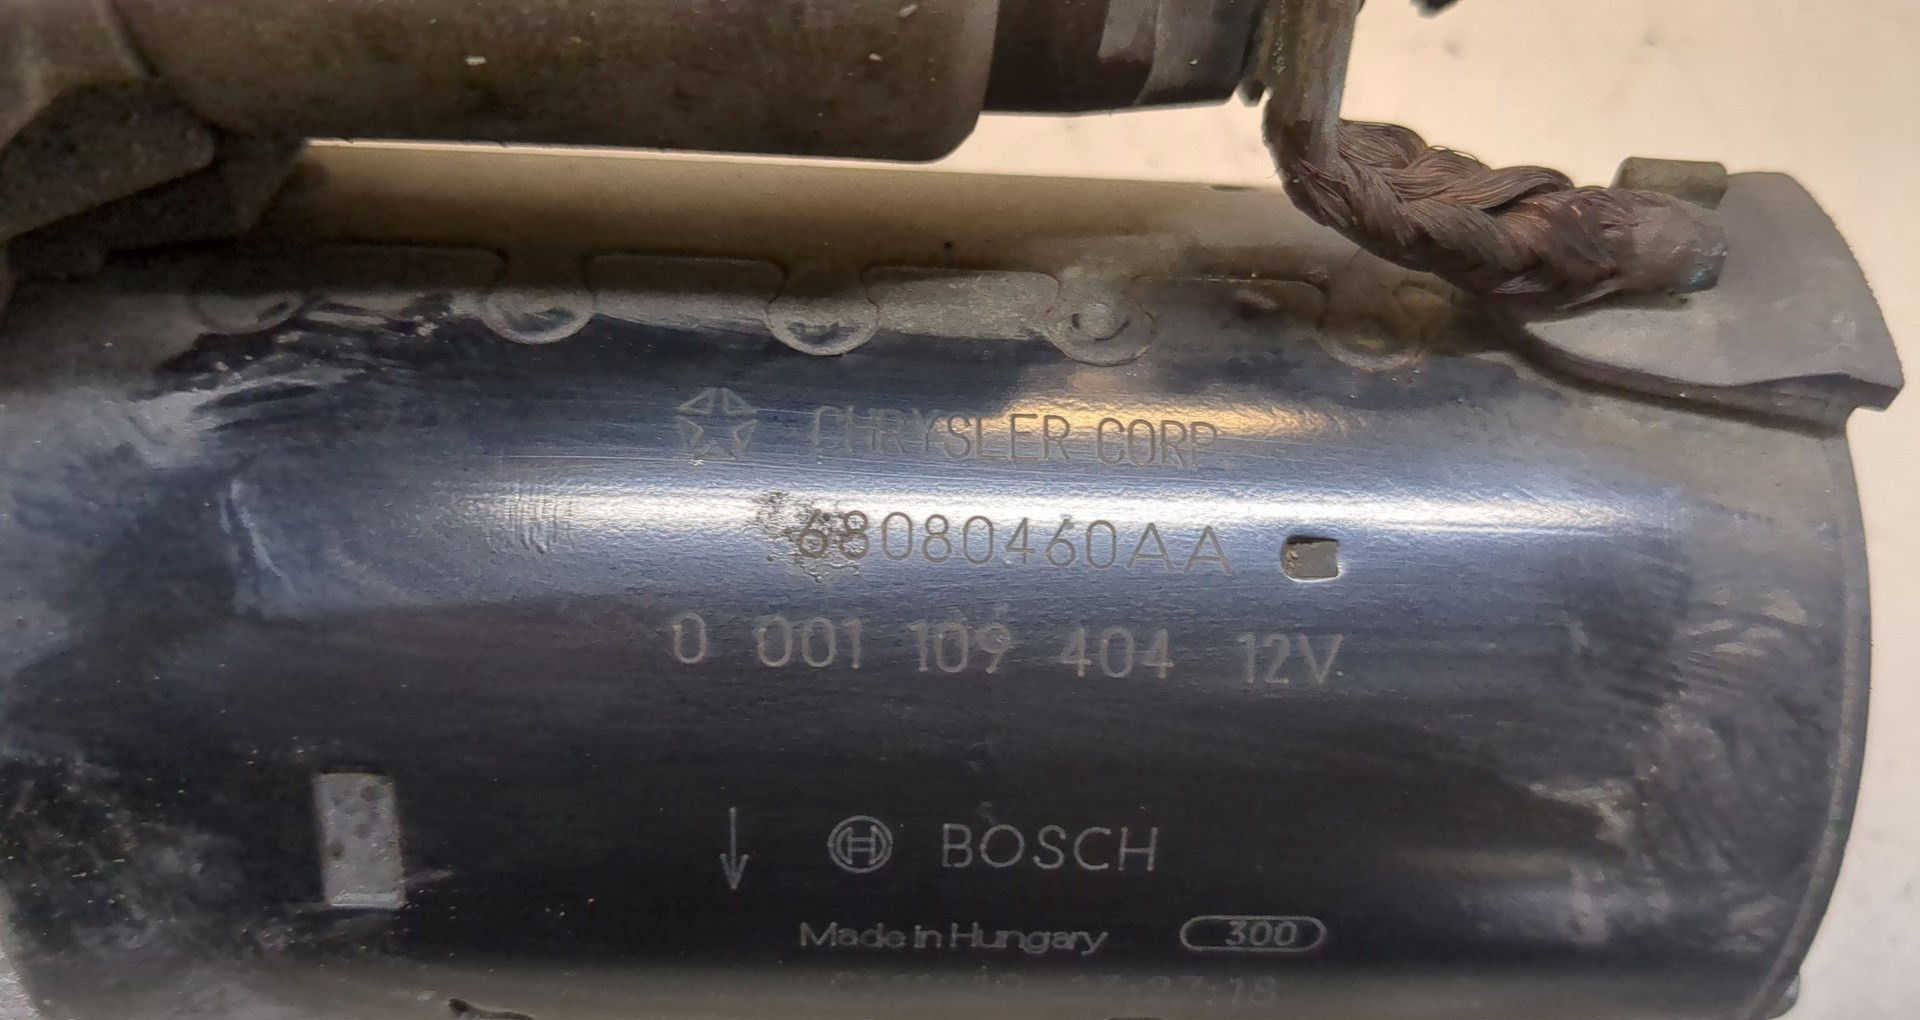 CHRYSLER CORP.
68080460AA
0 001 109 404 12V
BOSCH
Made in Hungary 300